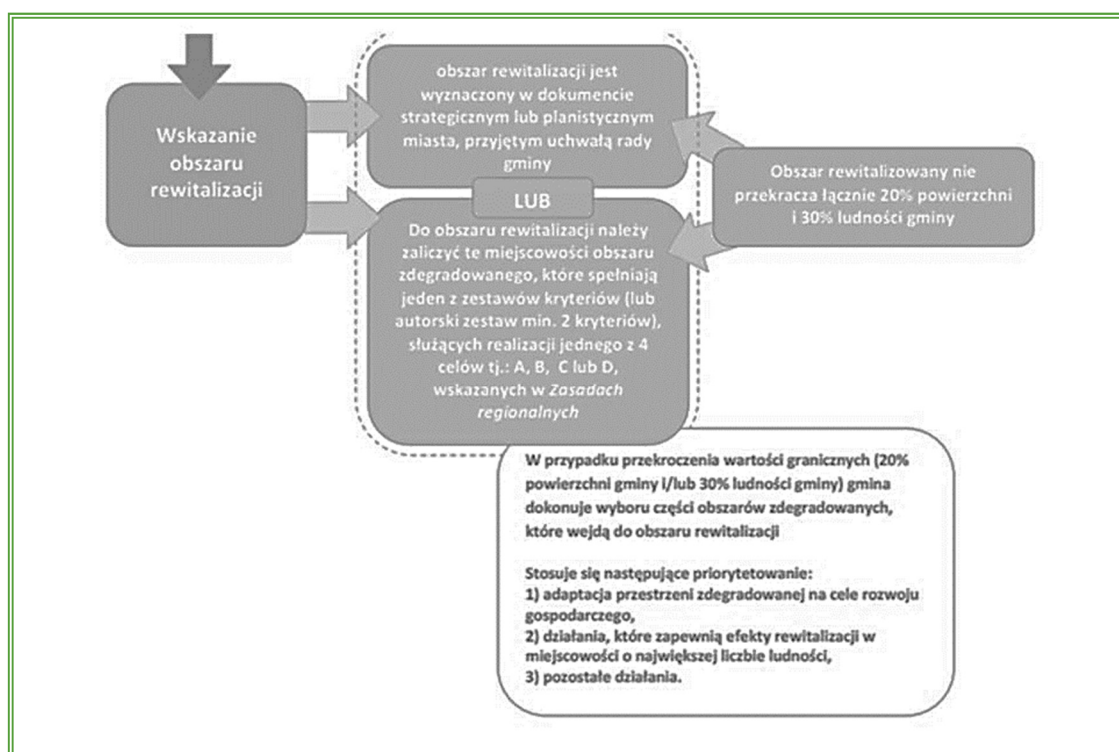 Wskazanie
obszaru
rewitalizacji
obszar rewitalizacji jest
wyznaczony w dokumencie
strategicznym lub planistycznym
miasta, przyjętym uchwałą rady
gminy
LUB
Do obszaru rewitalizacji należy
zaliczyć te miejscowości obszaru
zdegradowanego, które spełniają
jeden z zestawów kryteriów (lub
autorski zestaw min. 2 kryteriów),
służących realizacji jednego z 4
celów tj.: A, B, C lub D,
wskazanych w Zasadach
regionalnych
Obszar rewitalizowany nie
przekracza łącznie 20% powierzchni
i 30% ludności gminy
W przypadku przekroczenia wartości granicznych (20%
powierzchni gminy i/lub 30% ludności gminy) gmina
dokonuje wyboru części obszarów zdegradowanych,
które wejdą do obszaru rewitalizacji
Stosuje się następujące priorytetowanie:
1) adaptacja przestrzeni zdegradowanej na cele rozwoju
gospodarczego,
2) działania, które zapewnią efekty rewitalizacji w
miejscowości o największej liczbie ludności,
3) pozostałe działania.